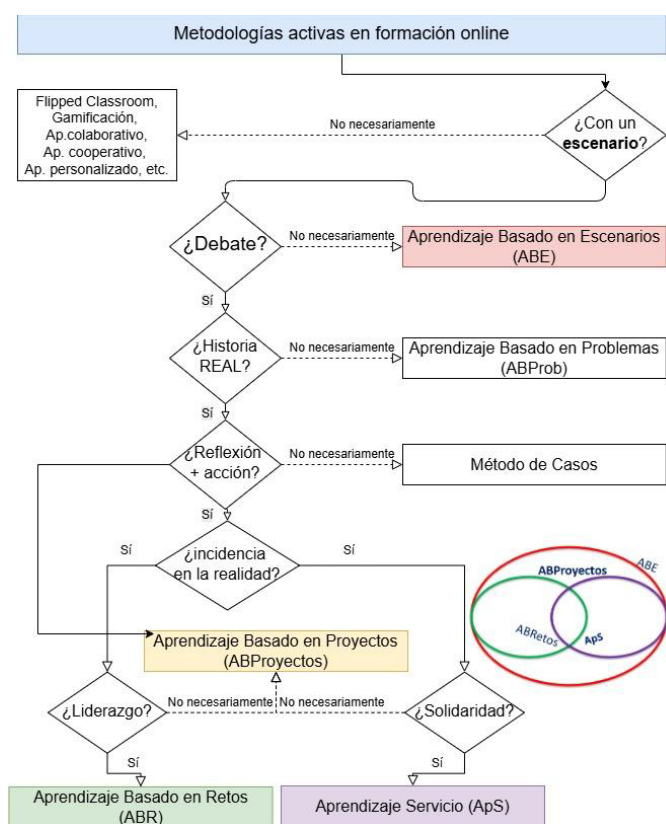 Metodologías activas en formación online
Flipped Classroom,
Gamificación,
Ap.colaborativo,
Ap. cooperativo,
Ap. personalizado, etc.
No necesariamente
¿Con un
escenario?
¿Debate?
No necesariamente
Aprendizaje Basado en Escenarios
(ABE)
Sí
¿Historia
REAL?
No necesariamente
Aprendizaje Basado en Problemas
(ABProb)
Sí
¿Reflexión
+ acción?
No necesariamente
Método de Casos
Sí
Sí
¿incidencia
en la realidad?
Sí
ABProyectos
ABE
ABRetos
ApS
Aprendizaje Basado en Proyectos
(ABProyectos)
¿Liderazgo?
No necesariamente
No necesariamente
¿Solidaridad?
Sí
Sí
Aprendizaje Basado en Retos
(ABR)
Aprendizaje Servicio (ApS)